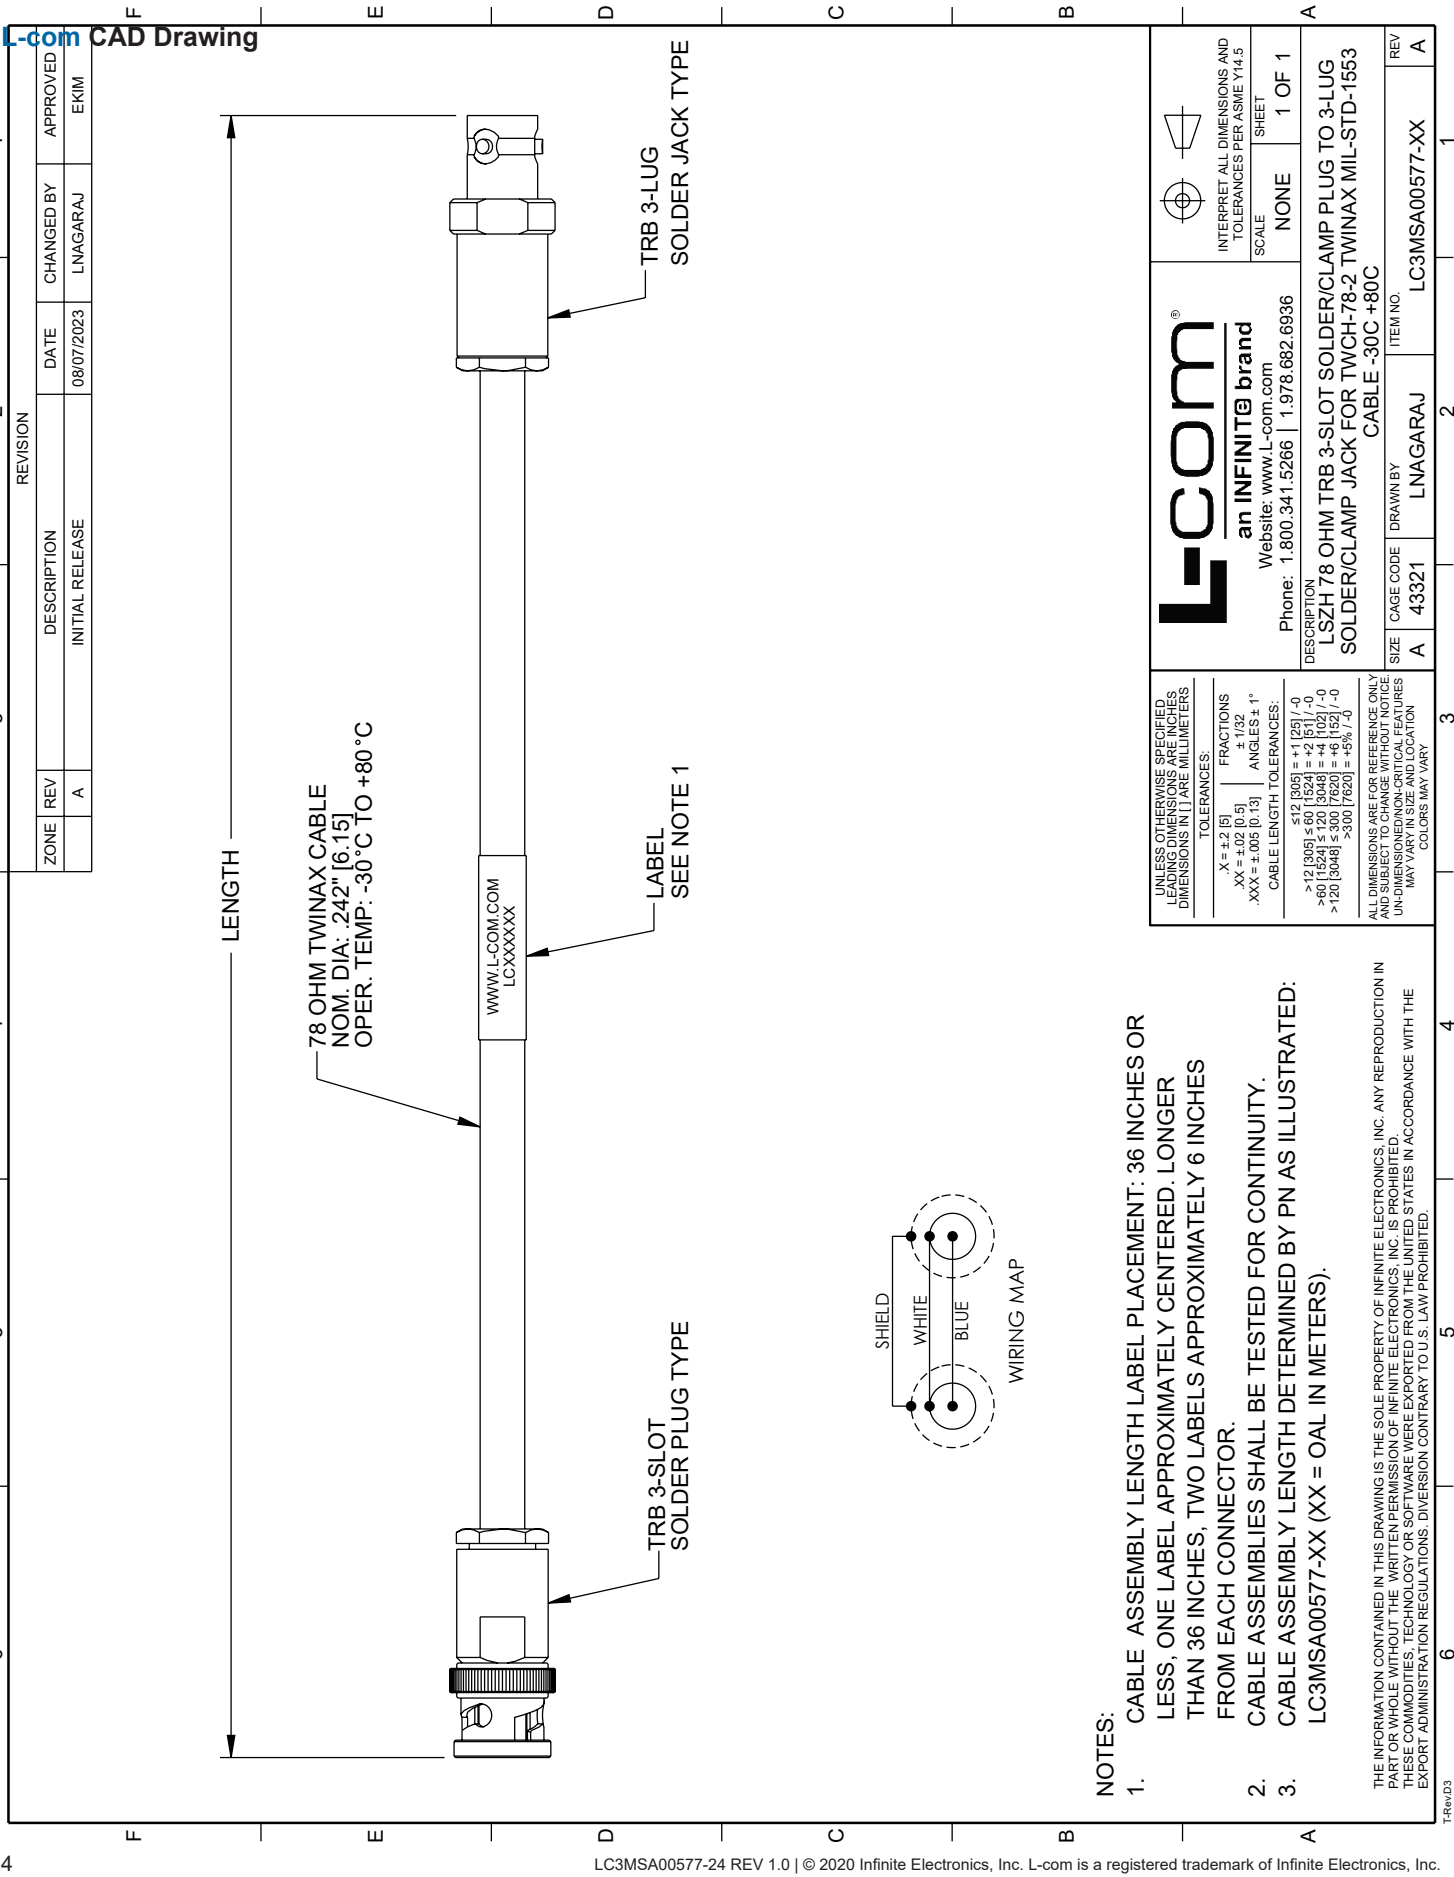 L-com CAD Drawing
REVISION
ZONE REV DESCRIPTION DATE CHANGED BY APPROVED
A INITIAL RELEASE 08/07/2023 LNAGARAJ EKIM
LENGTH
78 OHM TWINAX CABLE
NOM. DIA: .242" [6.15]
OPER. TEMP: -30°C TO +80°C
WWW.L-COM.COM
LCXXXXXX
LABEL
SEE NOTE 1
TRB 3-SLOT
SOLDER PLUG TYPE
TRB 3-LUG
SOLDER JACK TYPE
SHIELD
WHITE
BLUE
WIRING MAP
NOTES:
1. CABLE ASSEMBLY LENGTH LABEL PLACEMENT: 36 INCHES OR
LESS, ONE LABEL APPROXIMATELY CENTERED. LONGER
THAN 36 INCHES, TWO LABELS APPROXIMATELY 6 INCHES
FROM EACH CONNECTOR.
2. CABLE ASSEMBLIES SHALL BE TESTED FOR CONTINUITY.
3. CABLE ASSEMBLY LENGTH DETERMINED BY PN AS ILLUSTRATED:
LC3MSA00577-XX (XX = OAL IN METERS).
THE INFORMATION CONTAINED IN THIS DRAWING IS THE SOLE PROPERTY OF INFINITE ELECTRONICS, INC. ANY REPRODUCTION IN
PART OR WHOLE WITHOUT THE WRITTEN PERMISSION OF INFINITE ELECTRONICS, INC. IS PROHIBITED.
THESE COMMODITIES, TECHNOLOGY OR SOFTWARE WERE EXPORTED FROM THE UNITED STATES IN ACCORDANCE WITH THE
EXPORT ADMINISTRATION REGULATIONS. DIVERSION CONTRARY TO U.S. LAW PROHIBITED.
UNLESS OTHERWISE SPECIFIED
LEADING DIMENSIONS ARE INCHES
DIMENSIONS IN [ ] ARE MILLIMETERS
TOLERANCES:
.X = ±.2 [5] FRACTIONS
.XX = ±.02 [0.5] ± 1/32
.XXX = ±.005 [0.13] ANGLES ± 1°
CABLE LENGTH TOLERANCES:
≤12 [305] = +1 [25] / -0
>12 [305] ≤ 60 [1524] = +2 [51] / -0
>60 [1524] ≤ 120 [3048] = +4 [102] / -0
>120 [3048] ≤ 300 [7620] = +6 [152] / -0
>300 [7620] = +5% / -0
ALL DIMENSIONS ARE FOR REFERENCE ONLY
AND SUBJECT TO CHANGE WITHOUT NOTICE.
UN-DIMENSIONED/NON-CRITICAL FEATURES
MAY VARY IN SIZE AND LOCATION
COLORS MAY VARY
L-com®
an INFINITE brand
Website: www.L-com.com
Phone: 1.800.341.5266 | 1.978.682.6936
INTERPRET ALL DIMENSIONS AND
TOLERANCES PER ASME Y14.5
SCALE NONE SHEET 1 OF 1
DESCRIPTION
LSZH 78 OHM TRB 3-SLOT SOLDER/CLAMP PLUG TO 3-LUG
SOLDER/CLAMP JACK FOR TWCH-78-2 TWINAX MIL-STD-1553
CABLE -30C +80C
SIZE CAGE CODE DRAWN BY ITEM NO. REV
A 43321 LNAGARAJ LC3MSA00577-XX A
F E D C B A
F E D C B A
6 5 4 3 2 1
T-Rev.D3
4
LC3MSA00577-24 REV 1.0 | © 2020 Infinite Electronics, Inc. L-com is a registered trademark of Infinite Electronics, Inc.